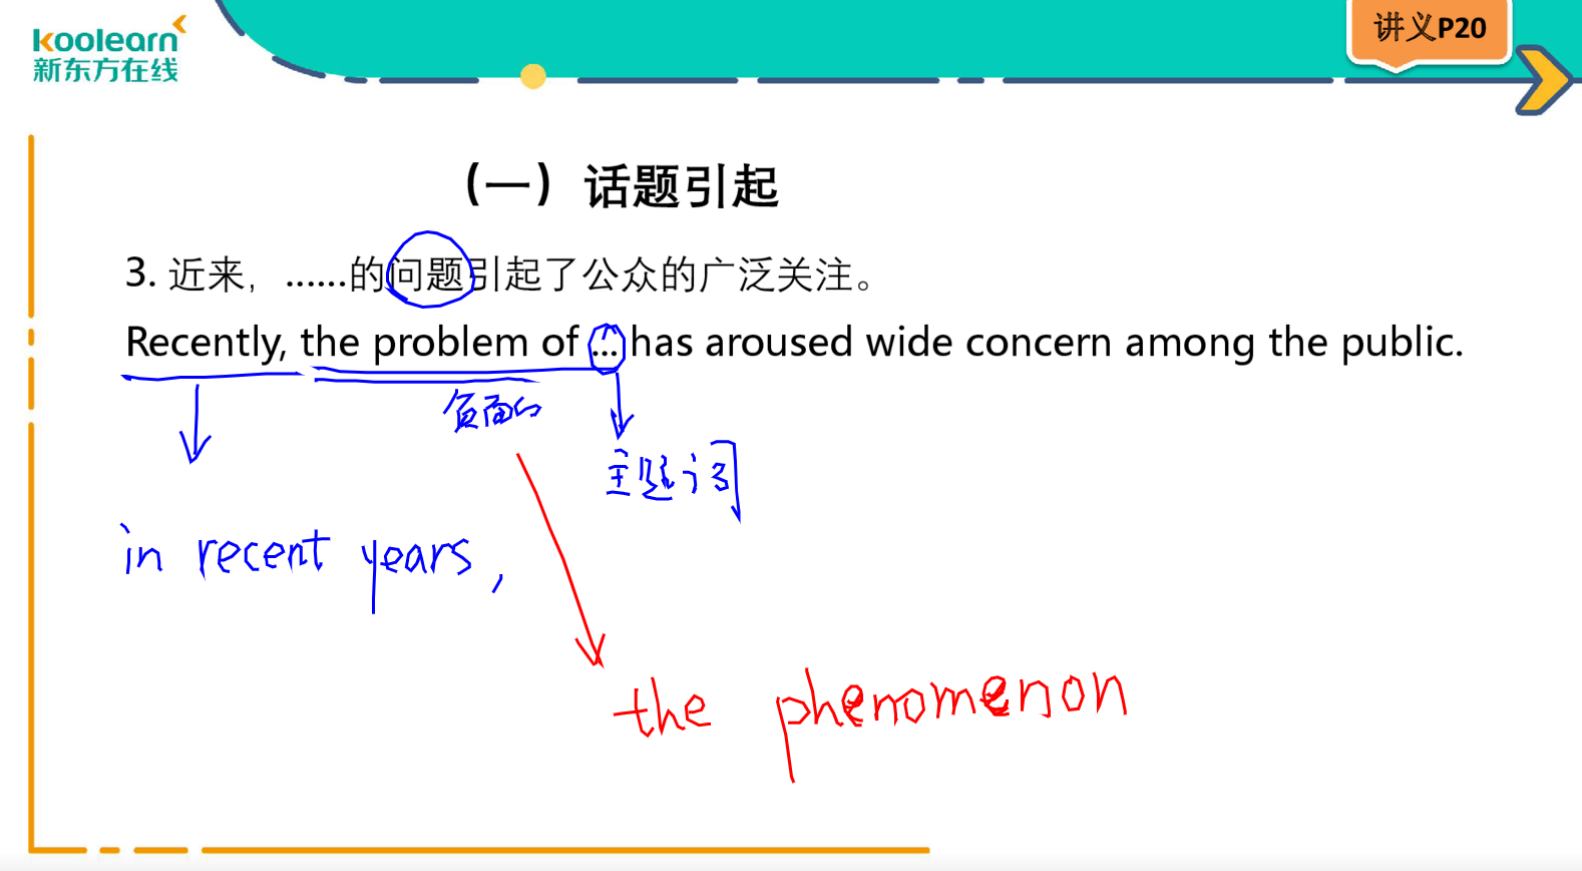 koolearn
新东方在线
讲义P20
（一）话题引起
3. 近来，……的问题引起了公众的广泛关注。
Recently, the problem of ... has aroused wide concern among the public.
负面的
主题词
in recent years,
the phenomenon